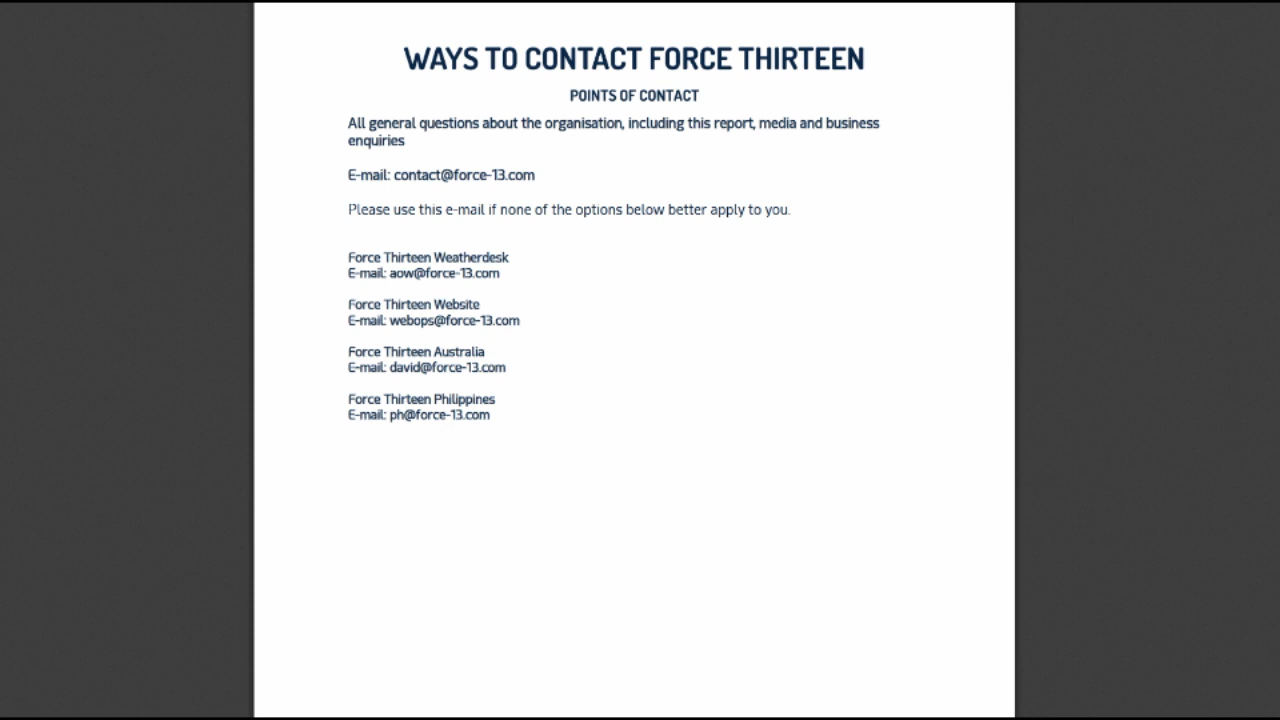 WAYS TO CONTACT FORCE THIRTEEN
POINTS OF CONTACT
All general questions about the organisation, including this report, media and business
enquiries
E-mail: contact@force-13.com
Please use this e-mail if none of the options below better apply to you.
Force Thirteen Weatherdesk
E-mail: aow@force-13.com
Force Thirteen Website
E-mail: webops@force-13.com
Force Thirteen Australia
E-mail: david@force-13.com
Force Thirteen Philippines
E-mail: ph@force-13.com